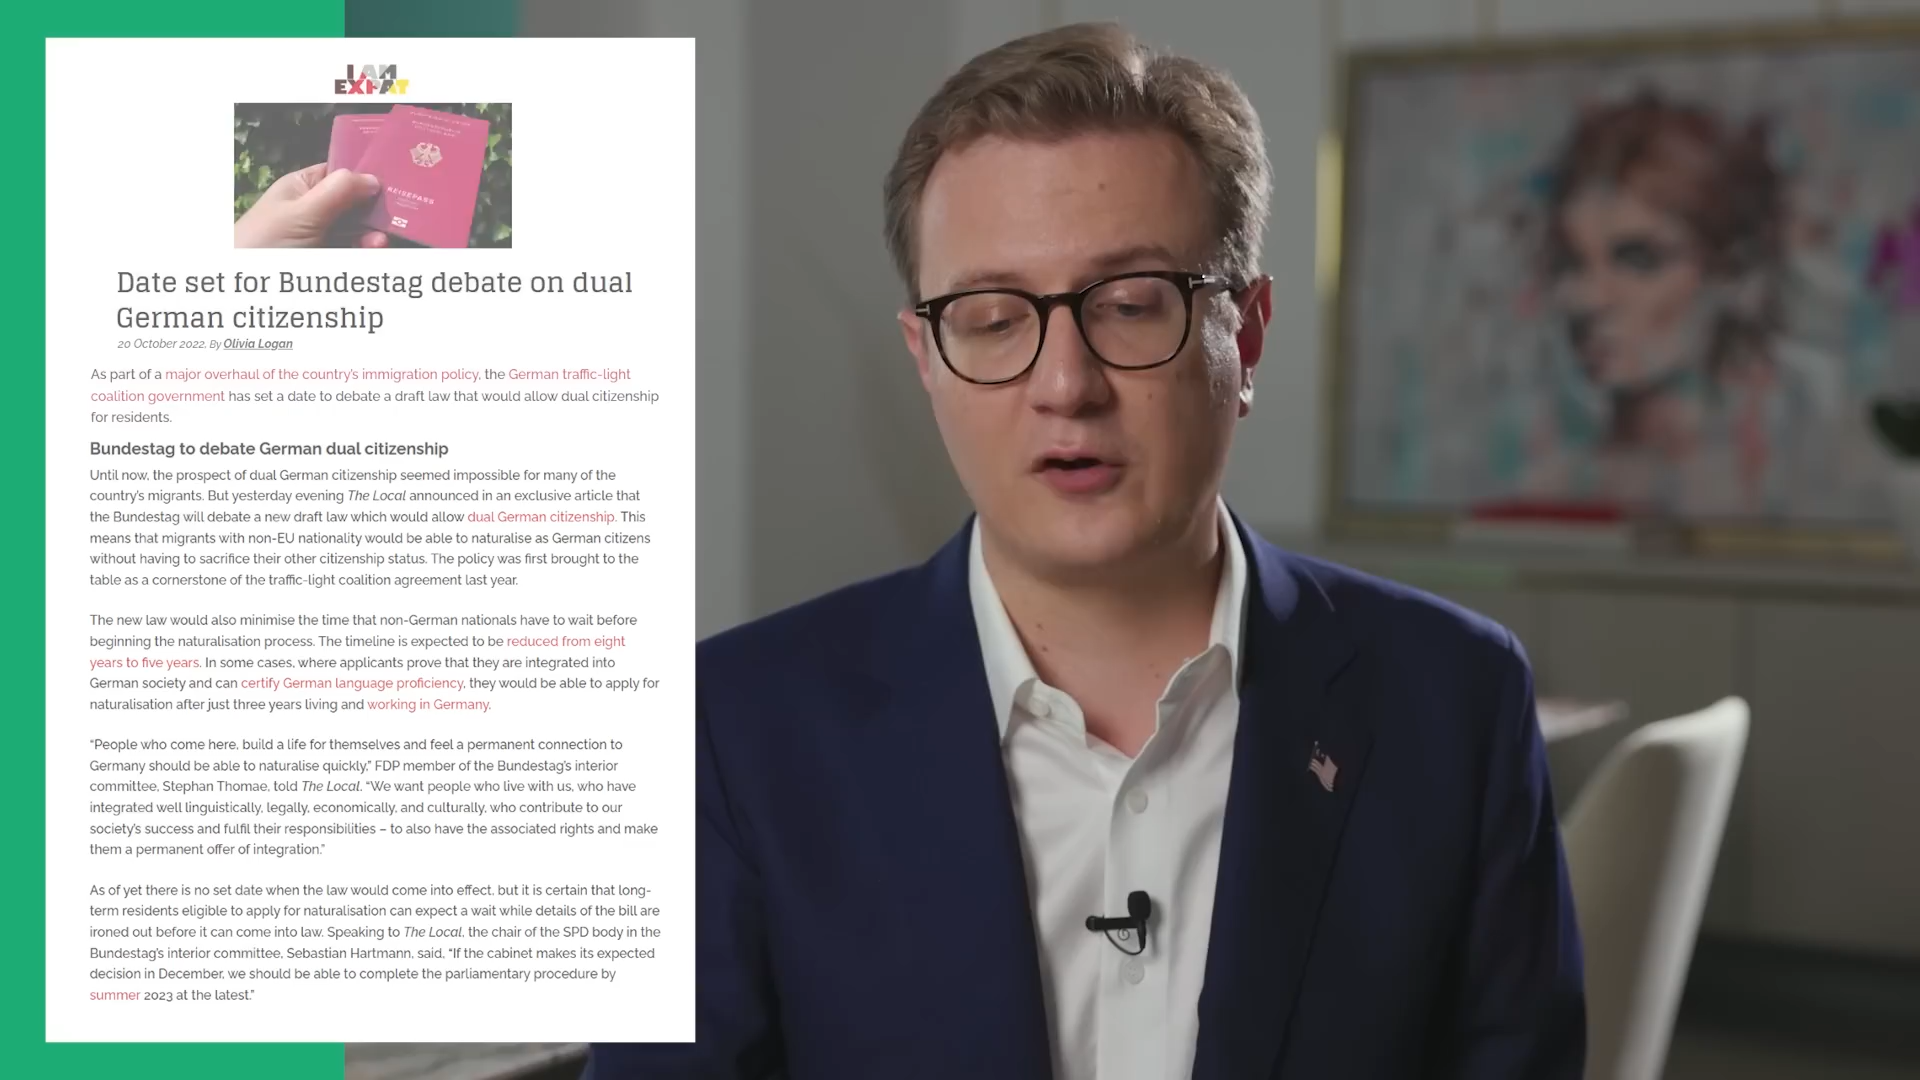 I AM
EXPAT
REISEPASS
Date set for Bundestag debate on dual
German citizenship
20 October 2022, By Olivia Logan
As part of a major overhaul of the country's immigration policy, the German traffic-light
coalition government has set a date to debate a draft law that would allow dual citizenship
for residents.
Bundestag to debate German dual citizenship
Until now, the prospect of dual German citizenship seemed impossible for many of the
country's migrants. But yesterday evening The Local announced in an exclusive article that
the Bundestag will debate a new draft law which would allow dual German citizenship. This
means that migrants with non-EU nationality would be able to naturalise as German citizens
without having to sacrifice their other citizenship status. The policy was first brought to the
table as a cornerstone of the traffic-light coalition agreement last year.
The new law would also minimise the time that non-German nationals have to wait before
beginning the naturalisation process. The timeline is expected to be reduced from eight
years to five years. In some cases, where applicants prove that they are integrated into
German society and can certify German language proficiency, they would be able to apply for
naturalisation after just three years living and working in Germany.
“People who come here, build a life for themselves and feel a permanent connection to
Germany should be able to naturalise quickly,” FDP member of the Bundestag's interior
committee, Stephan Thomae, told The Local. “We want people who live with us, who have
integrated well linguistically, legally, economically, and culturally, who contribute to our
society's success and fulfil their responsibilities – to also have the associated rights and make
them a permanent offer of integration.”
As of yet there is no set date when the law would come into effect, but it is certain that long-
term residents eligible to apply for naturalisation can expect a wait while details of the bill are
ironed out before it can come into law. Speaking to The Local, the chair of the SPD body in the
Bundestag's interior committee, Sebastian Hartmann, said, “If the cabinet makes its expected
decision in December, we should be able to complete the parliamentary procedure by
summer 2023 at the latest.”